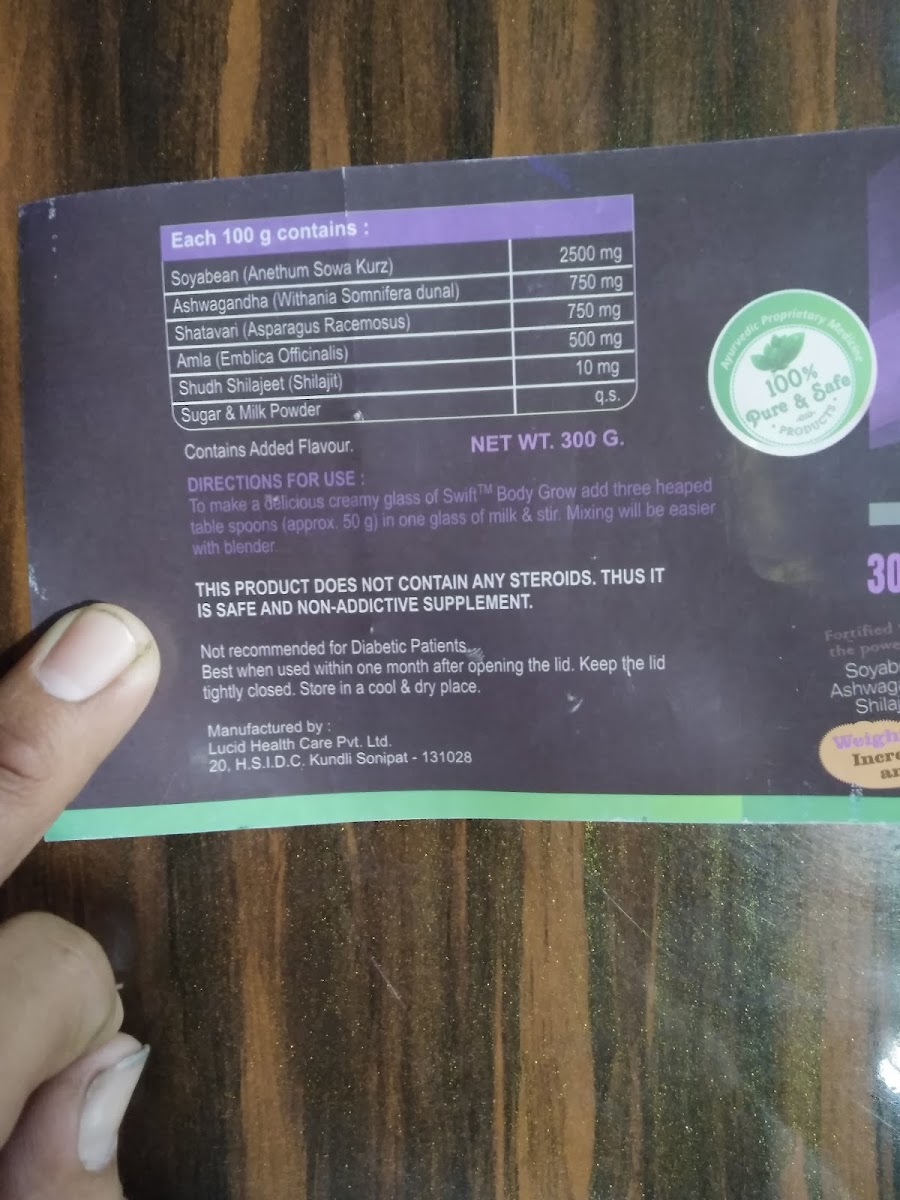 Each 100 g contains :
Soyabean (Anethum Sowa Kurz) 2500 mg
Ashwagandha (Withania Somnifera dunal) 750 mg
Shatavari (Asparagus Racemosus) 750 mg
Amla (Emblica Officinalis) 500 mg
Shudh Shilajeet (Shilajit) 10 mg
Sugar & Milk Powder q.s.
Contains Added Flavour.
NET WT. 300 G.
DIRECTIONS FOR USE :
To make a delicious creamy glass of Swift™ Body Grow add three heaped
table spoons (approx. 50 g) in one glass of milk & stir. Mixing will be easier
with blender.
THIS PRODUCT DOES NOT CONTAIN ANY STEROIDS. THUS IT
IS SAFE AND NON-ADDICTIVE SUPPLEMENT.
Not recommended for Diabetic Patients.
Best when used within one month after opening the lid. Keep the lid
tightly closed. Store in a cool & dry place.
Manufactured by :
Lucid Health Care Pvt. Ltd.
20, H.S.I.D.C. Kundli Sonipat - 131028
Ayurvedic Proprietary Medicine
100%
Pure & Safe
PRODUCTS
30
Fortified
the